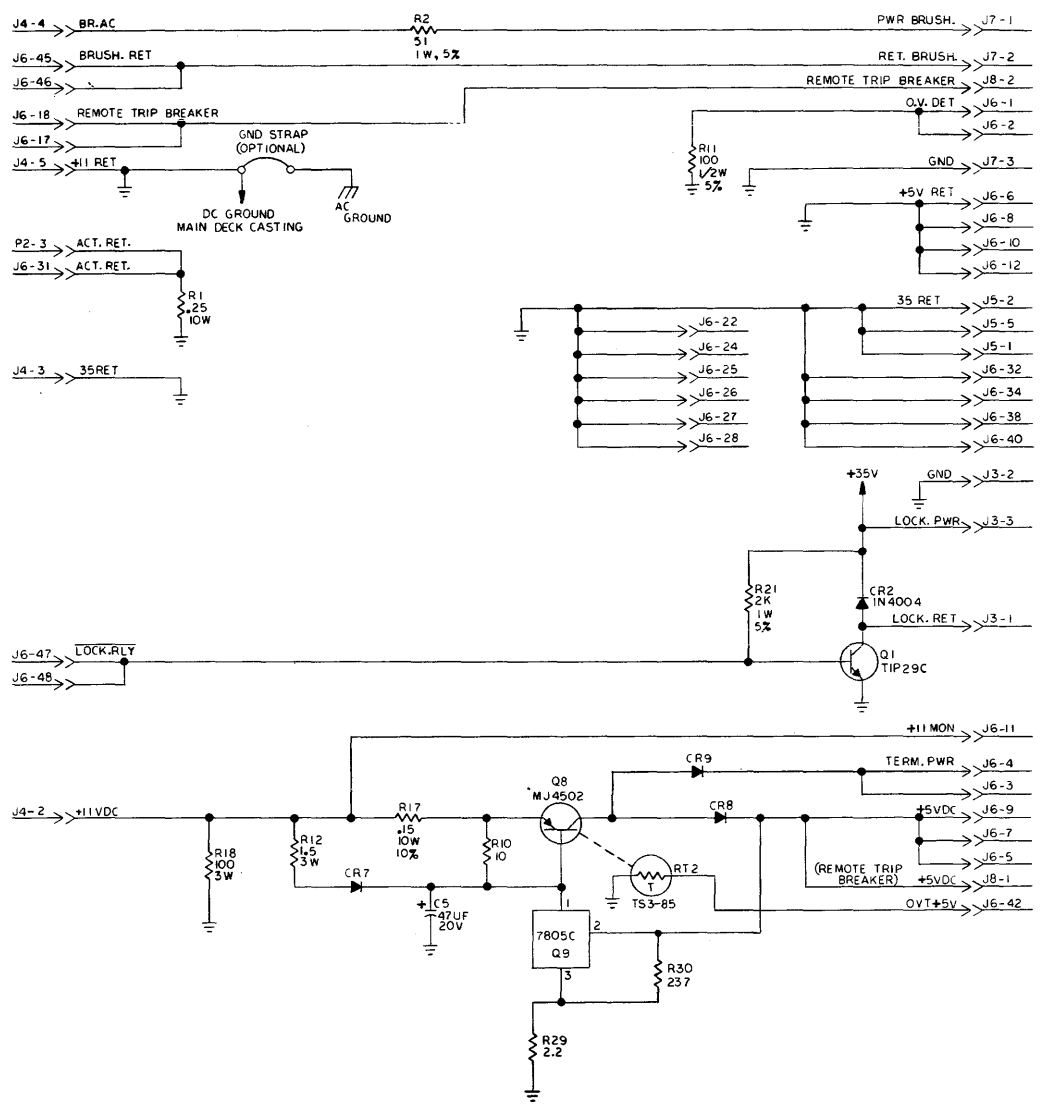 J4-4 BR.AC
R2
51
1W, 5%
PWR BRUSH. J7-1
J6-45 BRUSH. RET
RET. BRUSH. J7-2
J6-46
REMOTE TRIP BREAKER J8-2
J6-18 REMOTE TRIP BREAKER
O.V. DET J6-1
J6-2
J6-17
GND STRAP
(OPTIONAL)
R11
100
1/2W
5%
J4-5 +11 RET
GND J7-3
DC GROUND
MAIN DECK CASTING
AC
GROUND
+5V RET J6-6
J6-8
J6-10
J6-12
P2-3 ACT. RET.
J6-31 ACT. RET.
R1
.25
10W
35 RET J5-2
J6-22
J5-5
J6-24
J5-1
J4-3 35RET
J6-25
J6-32
J6-26
J6-34
J6-27
J6-38
J6-28
J6-40
+35V
GND J3-2
LOCK. PWR J3-3
R21
2K
1W
5%
CR2
1N4004
LOCK. RET J3-1
J6-47 LOCK.RLY
J6-48
Q1
TIP29C
+11 MON J6-11
CR9
TERM. PWR J6-4
J6-3
Q8
MJ4502
J4-2 +11VDC
R17
.15
10W
10%
CR8
+5VDC J6-9
J6-7
J6-5
R18
100
3W
R12
1.5
3W
R10
10
CR7
RT2
T
TS3-85
(REMOTE TRIP
BREAKER) +5VDC J8-1
OVT+5V J6-42
+ C5
47UF
20V
1
7805C
Q9
2
3
R30
237
R29
2.2